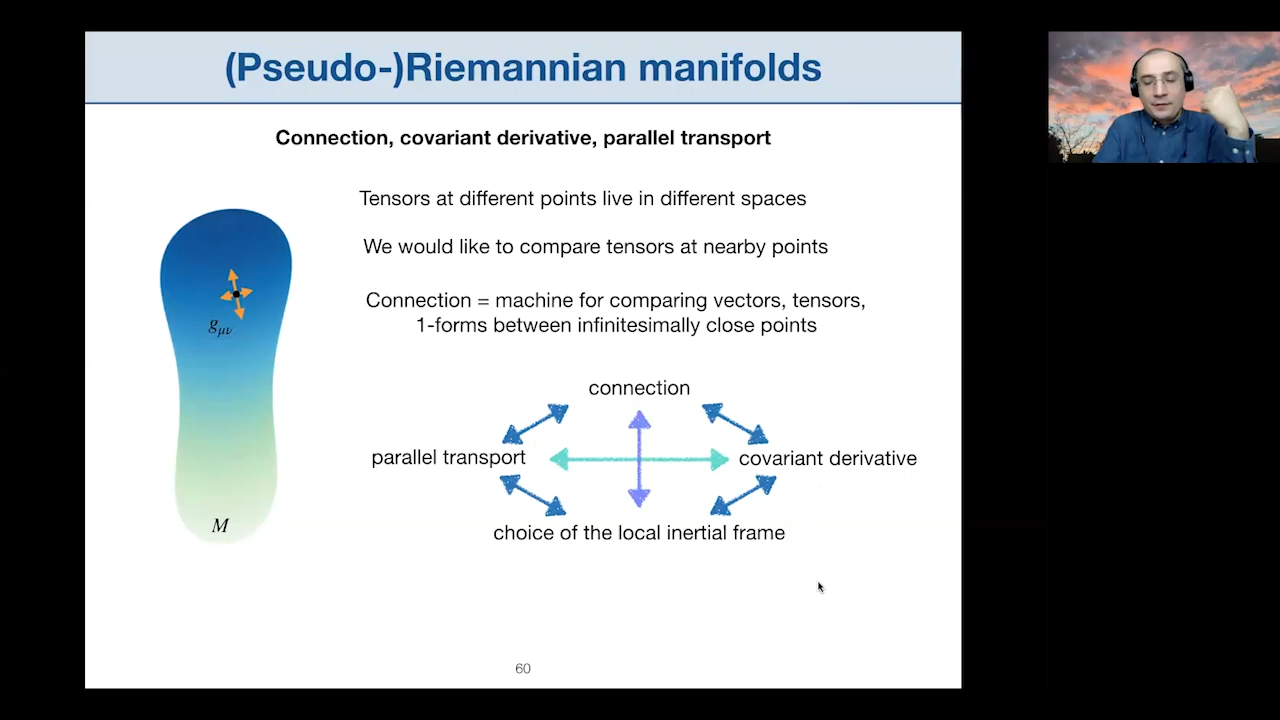 (Pseudo-)Riemannian manifolds
Connection, covariant derivative, parallel transport
Tensors at different points live in different spaces
We would like to compare tensors at nearby points
Connection = machine for comparing vectors, tensors,
1-forms between infinitesimally close points
g_{μν}
connection
parallel transport
covariant derivative
M
choice of the local inertial frame
60